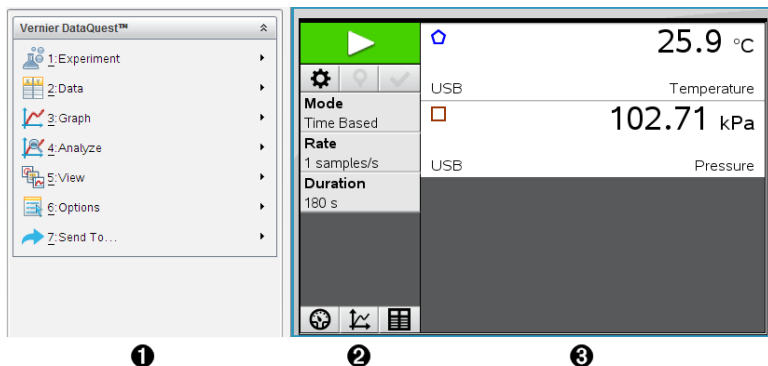 Vernier DataQuest™
1:Experiment
2:Data
3:Graph
4:Analyze
5:View
6:Options
7:Send To...
Mode
Time Based
Rate
1 samples/s
Duration
180 s
25.9 °C
USB Temperature
102.71 kPa
USB Pressure
❶ ❷ ❸